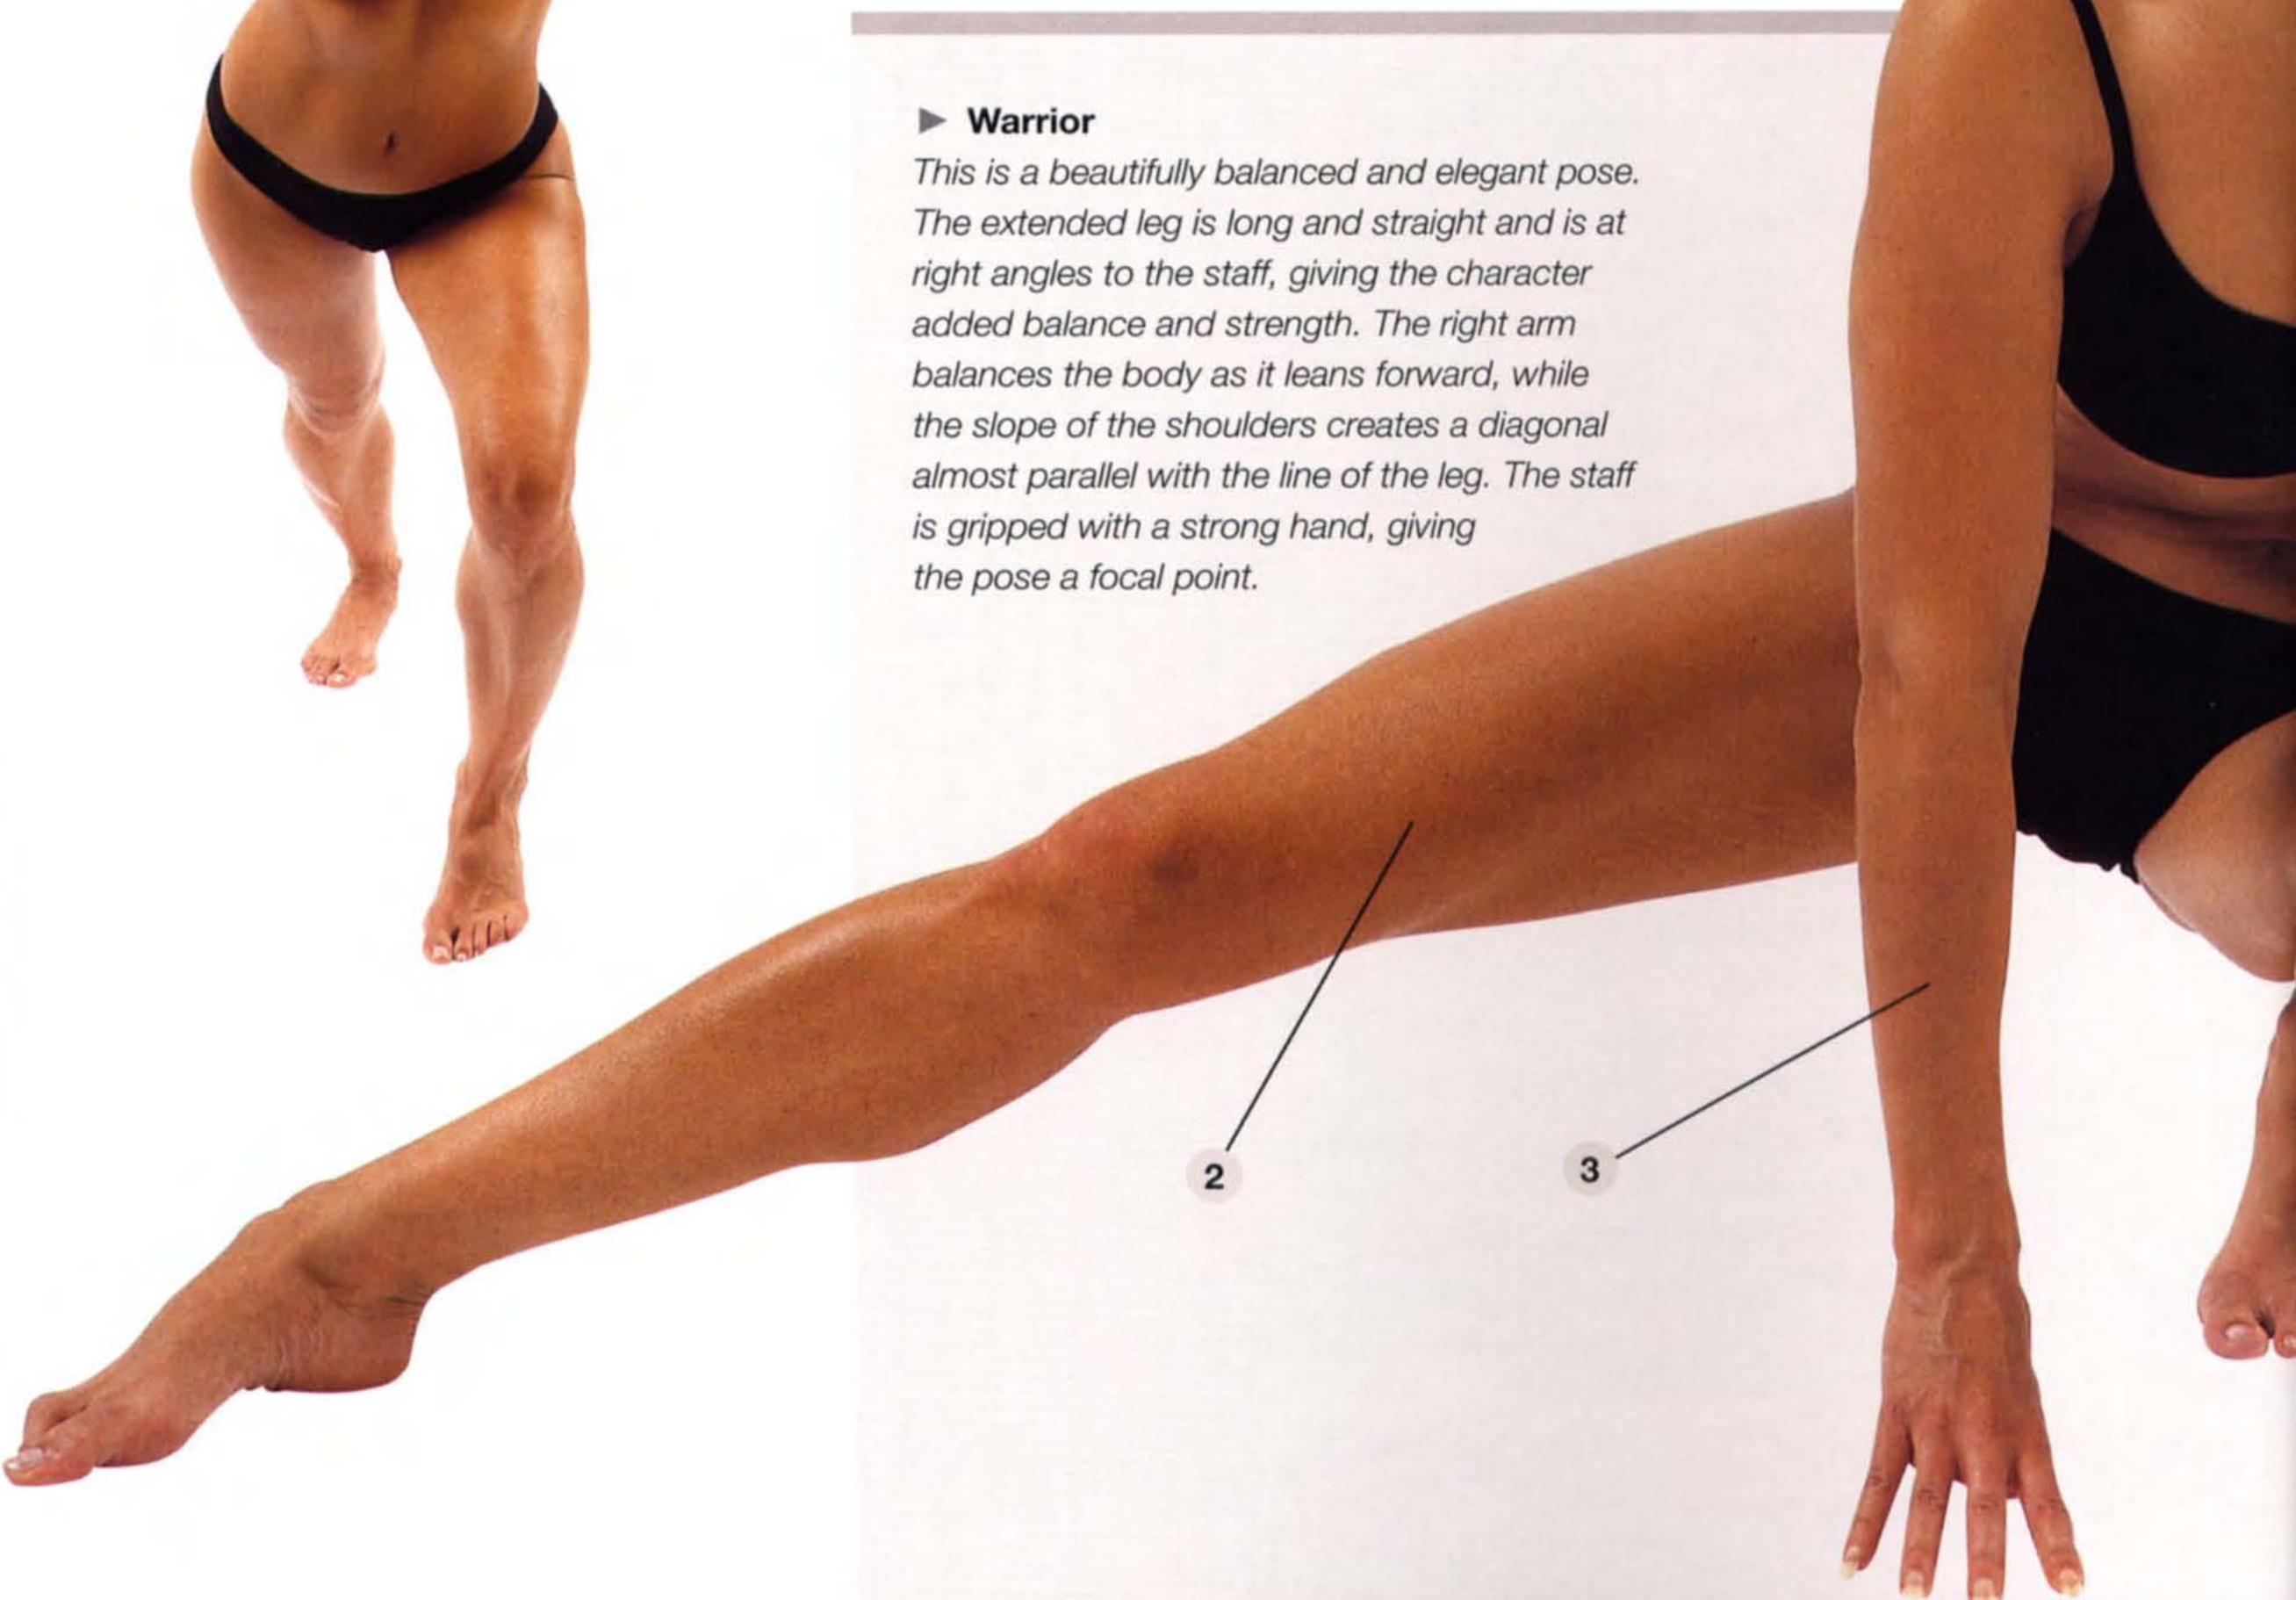 Warrior
This is a beautifully balanced and elegant pose.
The extended leg is long and straight and is at
right angles to the staff, giving the character
added balance and strength. The right arm
balances the body as it leans forward, while
the slope of the shoulders creates a diagonal
almost parallel with the line of the leg. The staff
is gripped with a strong hand, giving
the pose a focal point.
2
3